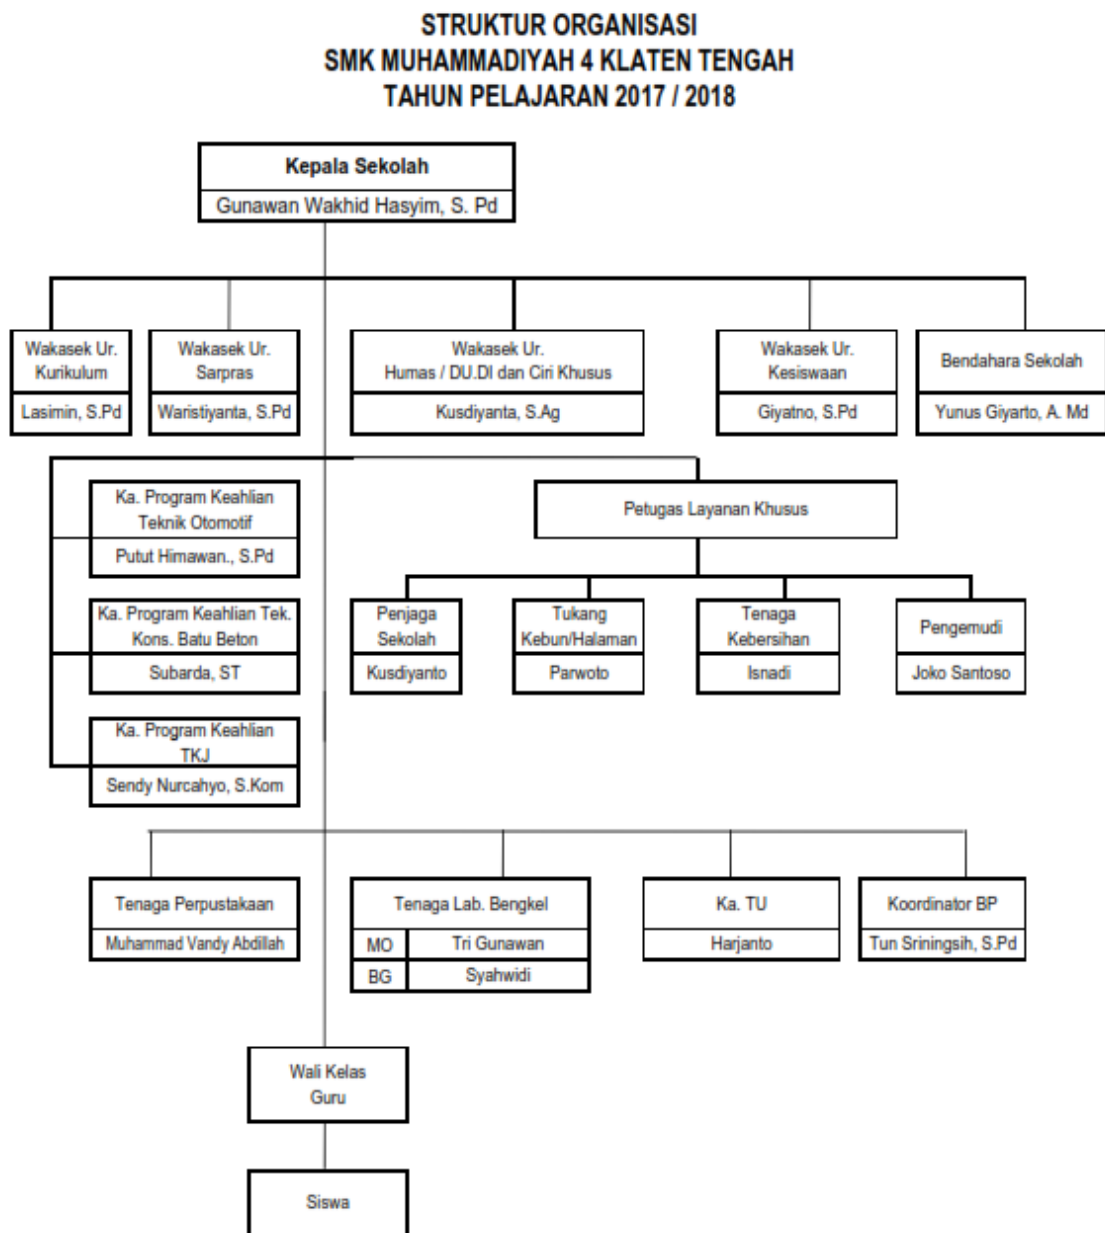 STRUKTUR ORGANISASI
SMK MUHAMMADIYAH 4 KLATEN TENGAH
TAHUN PELAJARAN 2017 / 2018
Kepala Sekolah
Gunawan Wakhid Hasyim, S. Pd
Wakasek Ur.
Kurikulum
Lasimin, S.Pd
Wakasek Ur.
Sarpras
Waristiyanta, S.Pd
Wakasek Ur.
Humas / DU.DI dan Ciri Khusus
Kusdiyanta, S.Ag
Wakasek Ur.
Kesiswaan
Giyatno, S.Pd
Bendahara Sekolah
Yunus Giyarto, A. Md
Ka. Program Keahlian
Teknik Otomotif
Putut Himawan., S.Pd
Ka. Program Keahlian Tek.
Kons. Batu Beton
Subarda, ST
Ka. Program Keahlian
TKJ
Sendy Nurcahyo, S.Kom
Petugas Layanan Khusus
Penjaga
Sekolah
Kusdiyanto
Tukang
Kebun/Halaman
Parwoto
Tenaga
Kebersihan
Isnadi
Pengemudi
Joko Santoso
Tenaga Perpustakaan
Muhammad Vandy Abdillah
Tenaga Lab. Bengkel
MO Tri Gunawan
BG Syahwidi
Ka. TU
Harjanto
Koordinator BP
Tun Sriningsih, S.Pd
Wali Kelas
Guru
Siswa